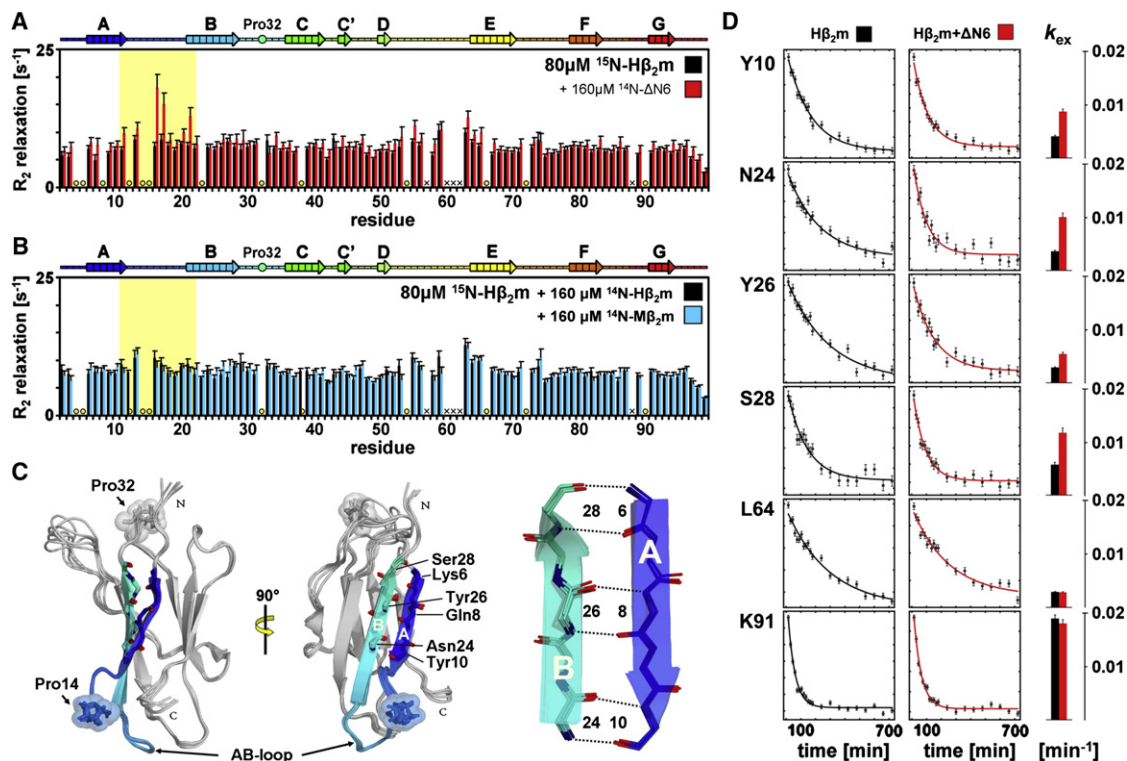 A
A B Pro32 C C' D E F G
25
80µM ¹⁵N-Hβ₂m
+ 160µM ¹⁴N-ΔN6
R₂ relaxation [s⁻¹]
5
0
10 20 30 40 50 60 70 80 90
residue
B
A B Pro32 C C' D E F G
25
80µM ¹⁵N-Hβ₂m + 160 µM ¹⁴N-Hβ₂m
+ 160 µM ¹⁴N-Mβ₂m
R₂ relaxation [s⁻¹]
5
0
10 20 30 40 50 60 70 80 90
residue
C
Pro32
N
90°
N
Ser28
Lys6
Tyr26
Gln8
B A
Asn24
Tyr10
Pro14
C
C
AB-loop
28 6
A
26 8
B
24 10
D
Hβ₂m
Hβ₂m+ΔN6
kex
0.02
Y10
0.01
0.02
N24
0.01
0.02
Y26
0.01
0.02
S28
0.01
0.02
L64
0.01
0.02
K91
0.01
100 700
100 700
time [min]
time [min]
[min⁻¹]